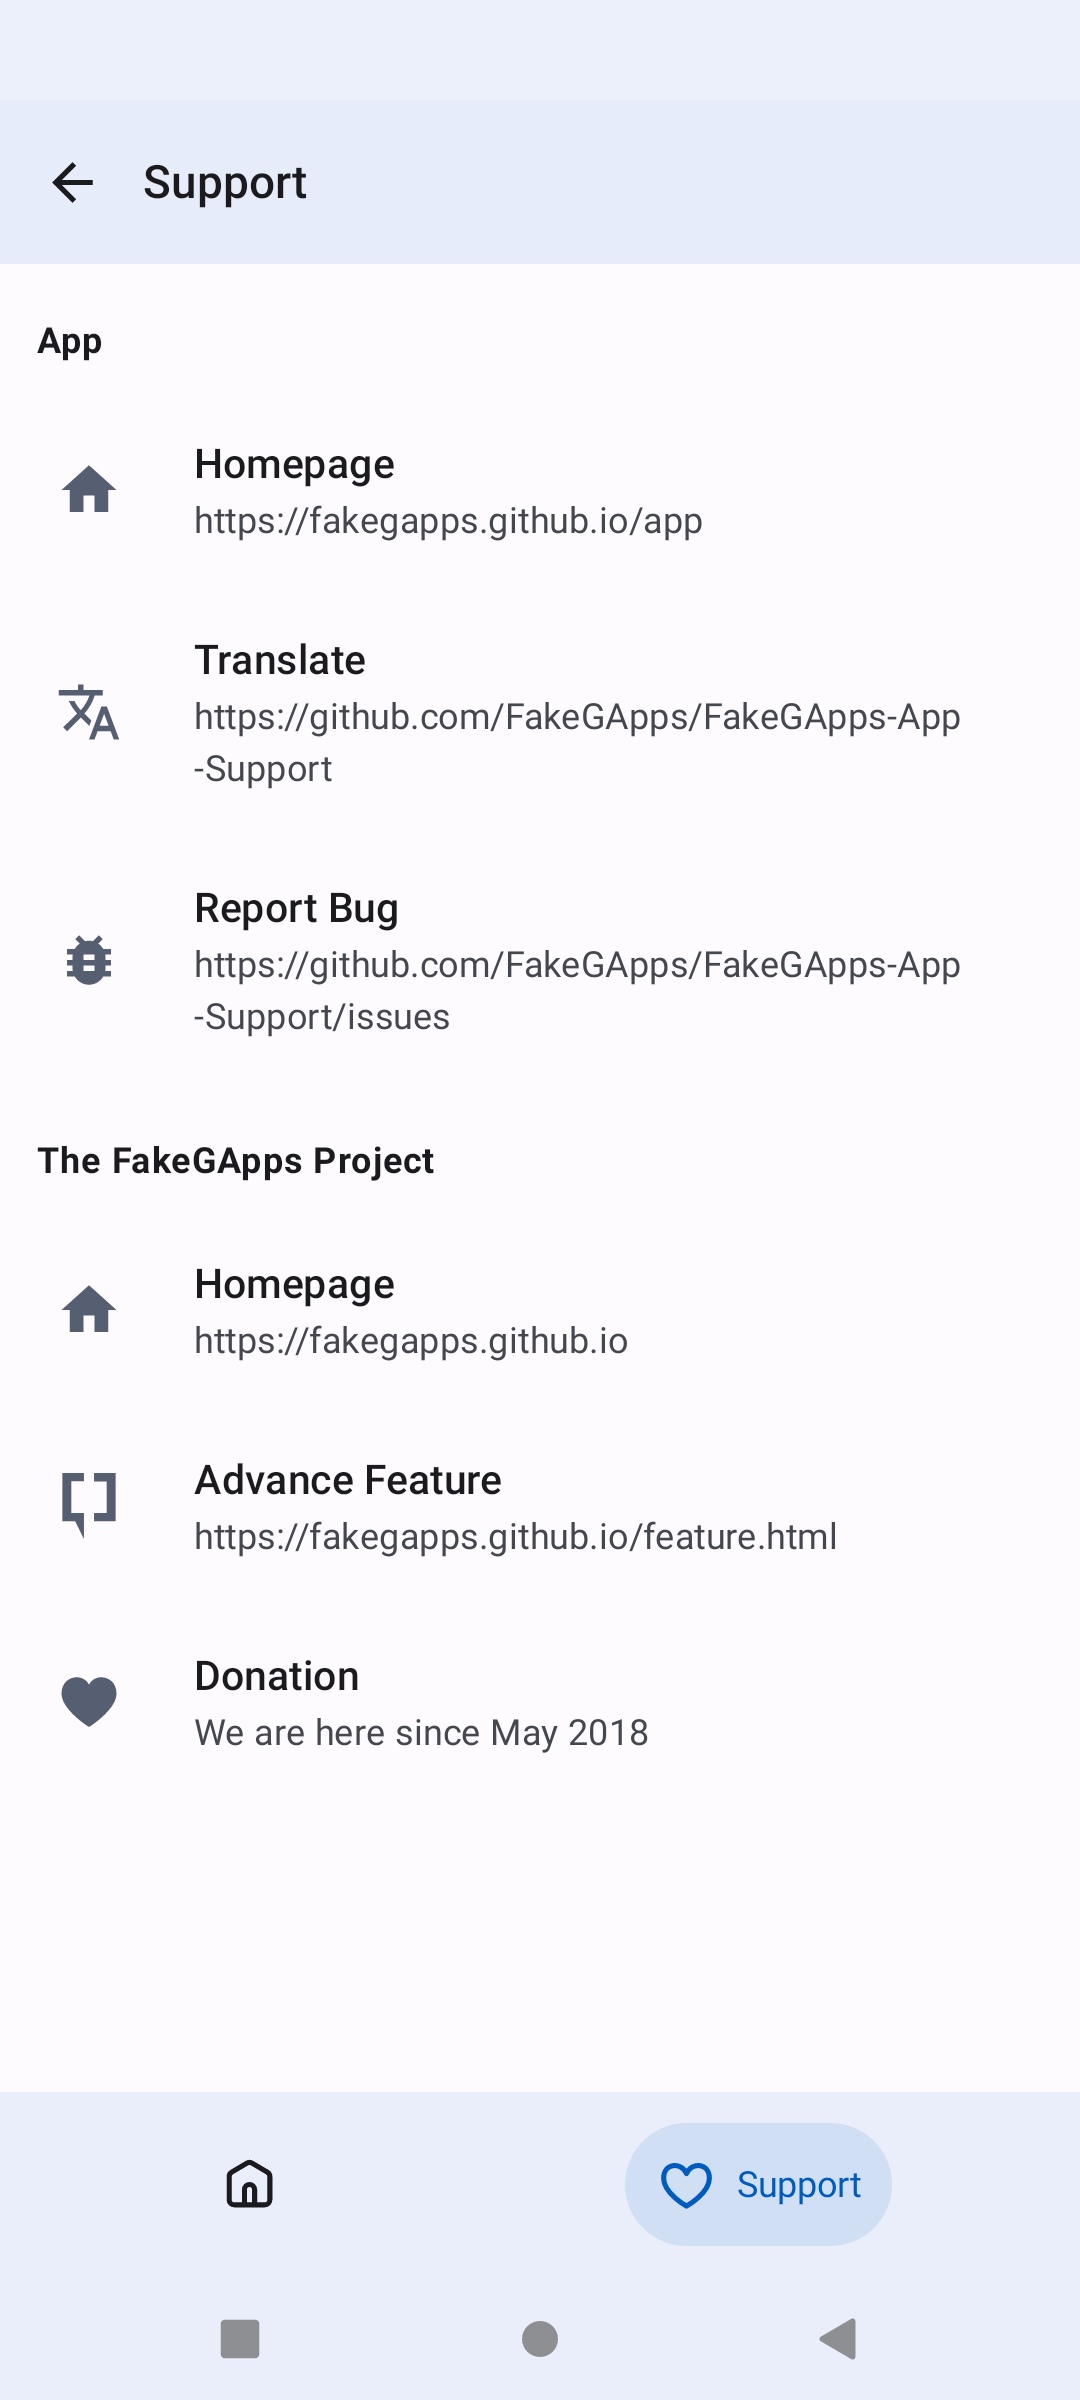 Support
App
Homepage
https://fakegapps.github.io/app
Translate
https://github.com/FakeGApps/FakeGApps-App
-Support
Report Bug
https://github.com/FakeGApps/FakeGApps-App
-Support/issues
The FakeGApps Project
Homepage
https://fakegapps.github.io
Advance Feature
https://fakegapps.github.io/feature.html
Donation
We are here since May 2018
Support